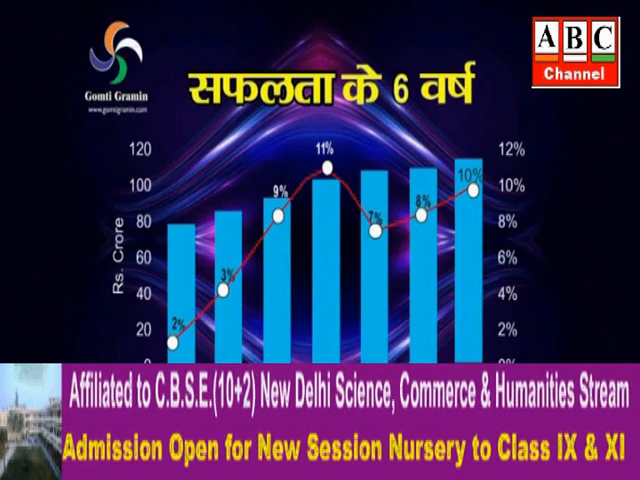 Gomti Gramin
www.gomtigramin.com
सफलता के 6 वर्ष
A B C
Channel
120
100
80
60
40
20
Rs. Crore
2%
3%
9%
11%
7%
8%
10%
12%
10%
8%
6%
4%
2%
Affiliated to C.B.S.E.(10+2) New Delhi Science, Commerce & Humanities Stream
Admission Open for New Session Nursery to Class IX & XI